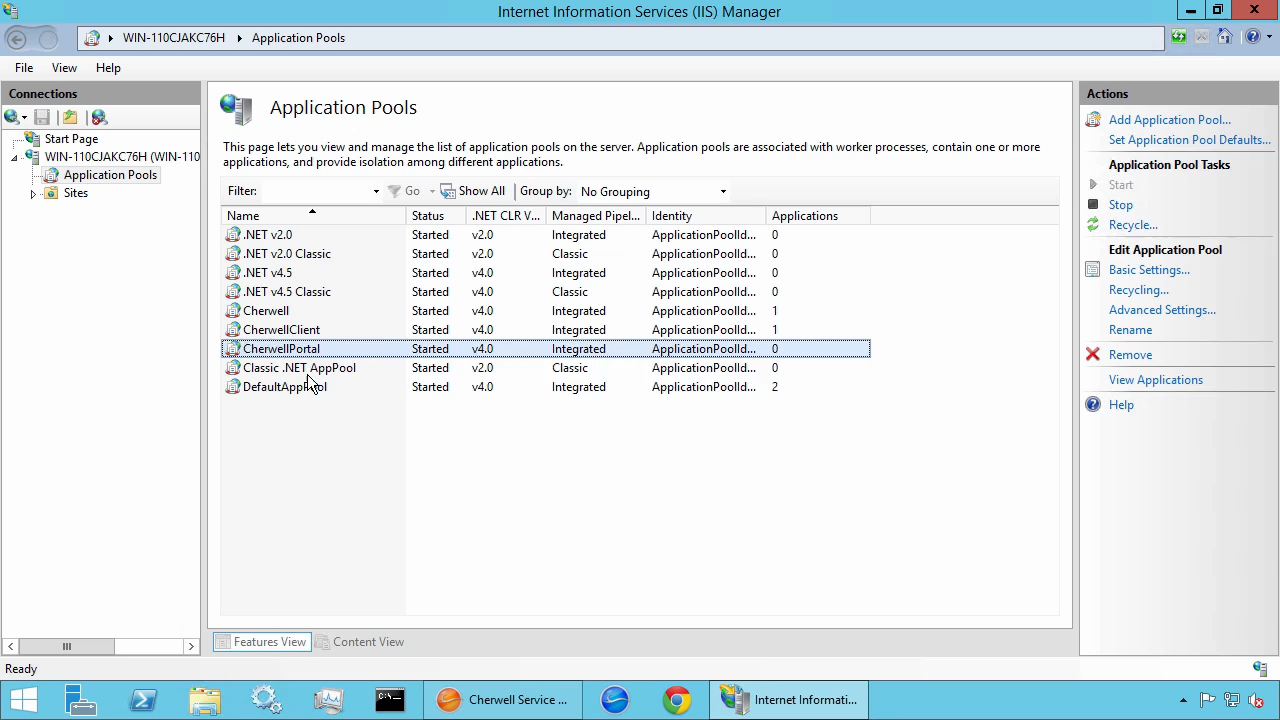 Internet Information Services (IIS) Manager
WIN-110CJAKC76H
Application Pools
File View Help
Connections
Start Page
WIN-110CJAKC76H (WIN-110
Application Pools
Sites
Application Pools
This page lets you view and manage the list of application pools on the server. Application pools are associated with worker processes, contain one or more
applications, and provide isolation among different applications.
Filter: Go Show All Group by: No Grouping
Name Status .NET CLR V... Managed Pipel... Identity Applications
.NET v2.0 Started v2.0 Integrated ApplicationPoolId... 0
.NET v2.0 Classic Started v2.0 Classic ApplicationPoolId... 0
.NET v4.5 Started v4.0 Integrated ApplicationPoolId... 0
.NET v4.5 Classic Started v4.0 Classic ApplicationPoolId... 0
Cherwell Started v4.0 Integrated ApplicationPoolId... 1
CherwellClient Started v4.0 Integrated ApplicationPoolId... 1
CherwellPortal Started v4.0 Integrated ApplicationPoolId... 0
Classic .NET AppPool Started v2.0 Classic ApplicationPoolId... 0
DefaultAppPool Started v4.0 Integrated ApplicationPoolId... 2
Features View Content View
Actions
Add Application Pool...
Set Application Pool Defaults...
Application Pool Tasks
Start
Stop
Recycle...
Edit Application Pool
Basic Settings...
Recycling...
Advanced Settings...
Rename
Remove
View Applications
Help
Ready
Cherwell Service ...
Internet Informati...